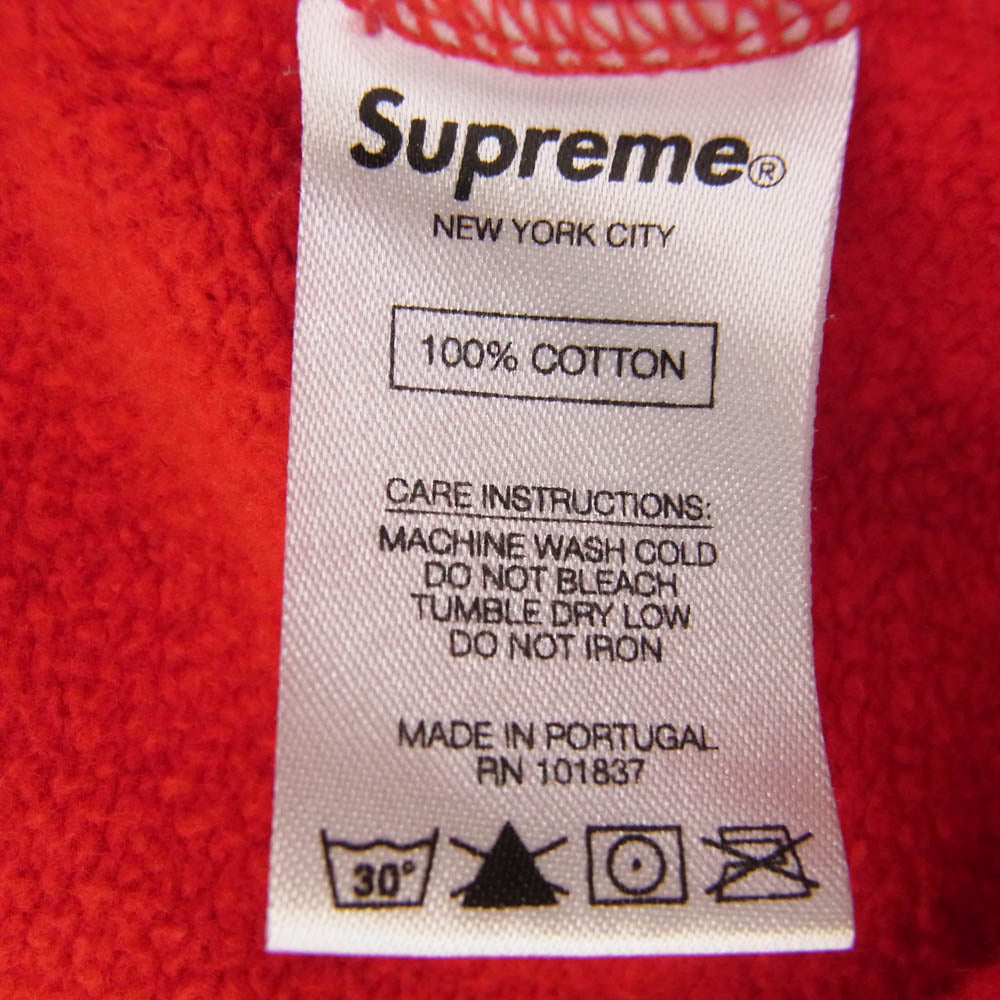 Supreme®
NEW YORK CITY
100% COTTON
CARE INSTRUCTIONS:
MACHINE WASH COLD
DO NOT BLEACH
TUMBLE DRY LOW
DO NOT IRON
MADE IN PORTUGAL
RN 101837
30°